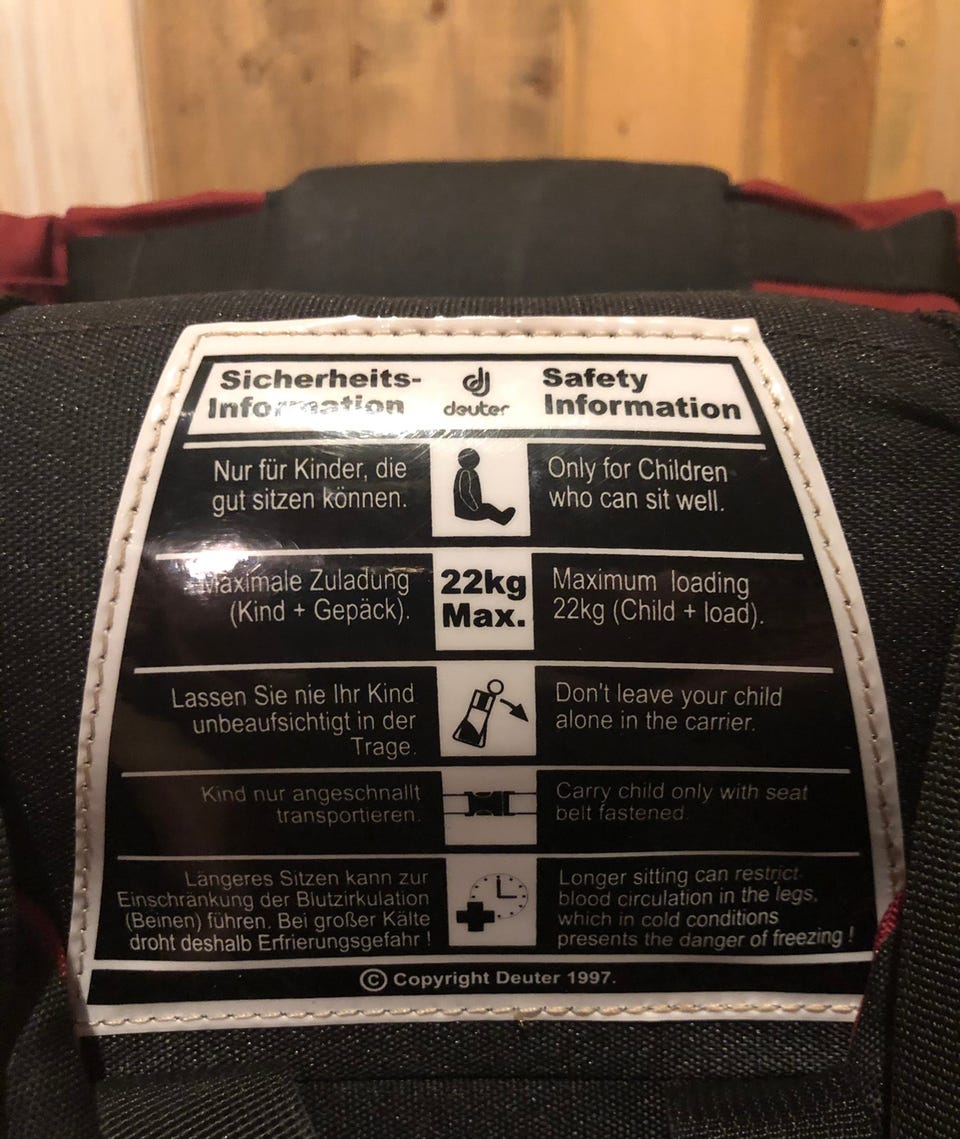 Sicherheits-
Information
deuter
Safety
Information
Nur für Kinder, die
gut sitzen können.
Only for Children
who can sit well.
Maximale Zuladung
(Kind + Gepäck).
22kg
Max.
Maximum loading
22kg (Child + load).
Lassen Sie nie Ihr Kind
unbeaufsichtigt in der
Trage.
Don't leave your child
alone in the carrier.
Kind nur angeschnallt
transportieren.
Carry child only with seat
belt fastened.
Längeres Sitzen kann zur
Einschränkung der Blutzirkulation
(Beinen) führen. Bei großer Kälte
droht deshalb Erfrierungsgefahr !
Longer sitting can restrict
blood circulation in the legs,
which in cold conditions
presents the danger of freezing !
© Copyright Deuter 1997.